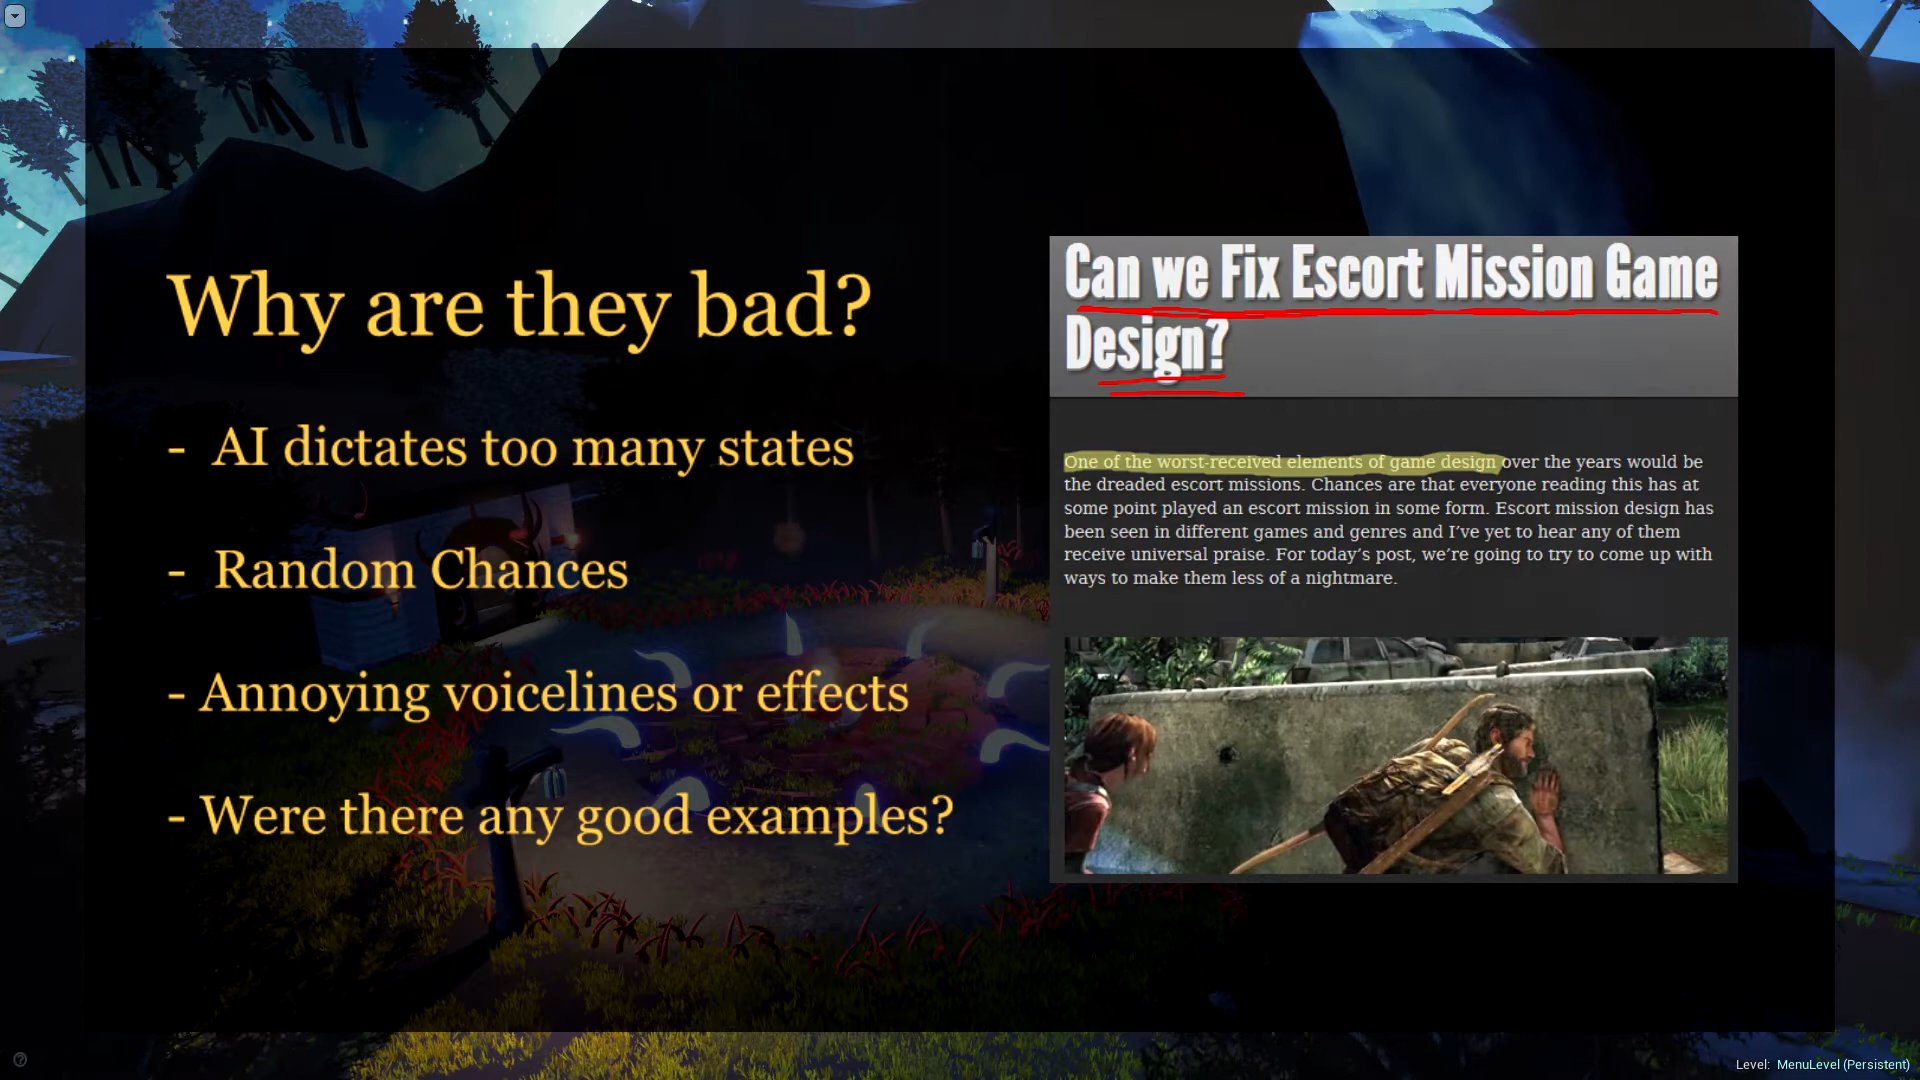 Why are they bad?
- AI dictates too many states
- Random Chances
- Annoying voicelines or effects
- Were there any good examples?
Can we Fix Escort Mission Game
Design?
One of the worst-received elements of game design over the years would be
the dreaded escort missions. Chances are that everyone reading this has at
some point played an escort mission in some form. Escort mission design has
been seen in different games and genres and I’ve yet to hear any of them
receive universal praise. For today’s post, we’re going to try to come up with
ways to make them less of a nightmare.
Level: MenuLevel (Persistent)